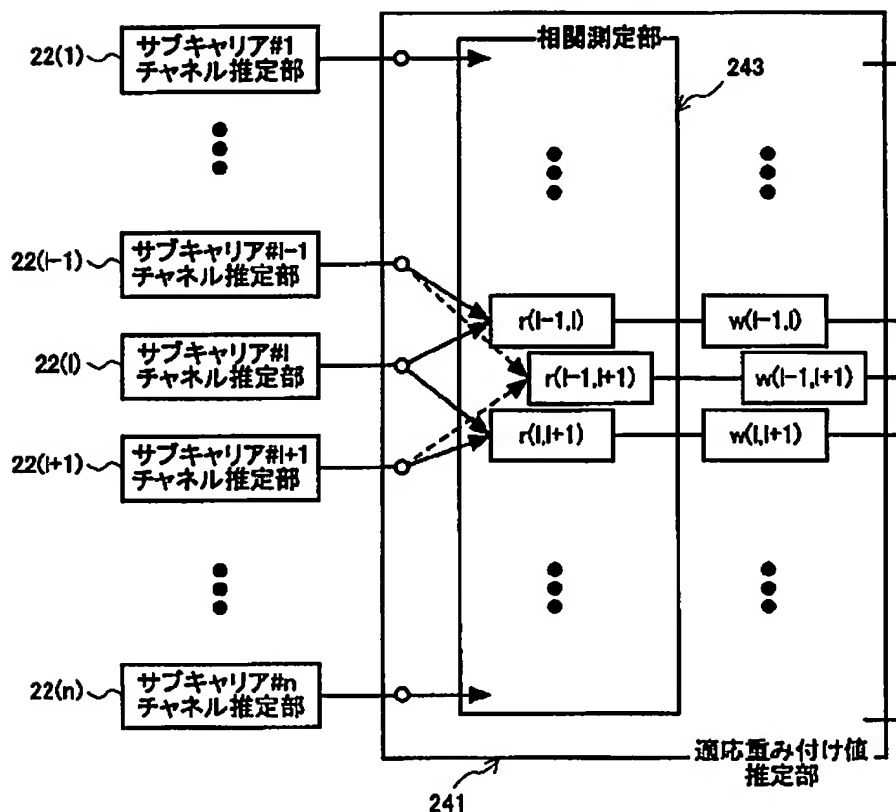 22(1)
サブキャリア#1
チャネル推定部
相関測定部
243
22(i−1)
サブキャリア#i−1
チャネル推定部
22(i)
サブキャリア#i
チャネル推定部
22(i+1)
サブキャリア#i+1
チャネル推定部
r(i−1,i)
w(i−1,i)
r(i−1,i+1)
w(i−1,i+1)
r(i,i+1)
w(i,i+1)
22(n)
サブキャリア#n
チャネル推定部
適応重み付け値
推定部
241